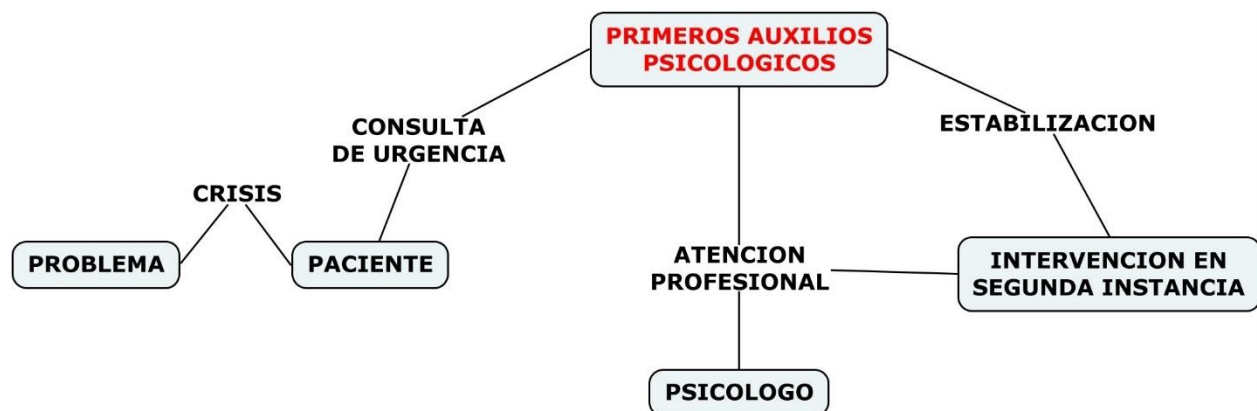 PRIMEROS AUXILIOS
PSICOLOGICOS
CONSULTA
DE URGENCIA
ESTABILIZACION
CRISIS
PROBLEMA
PACIENTE
ATENCION
PROFESIONAL
INTERVENCION EN
SEGUNDA INSTANCIA
PSICOLOGO